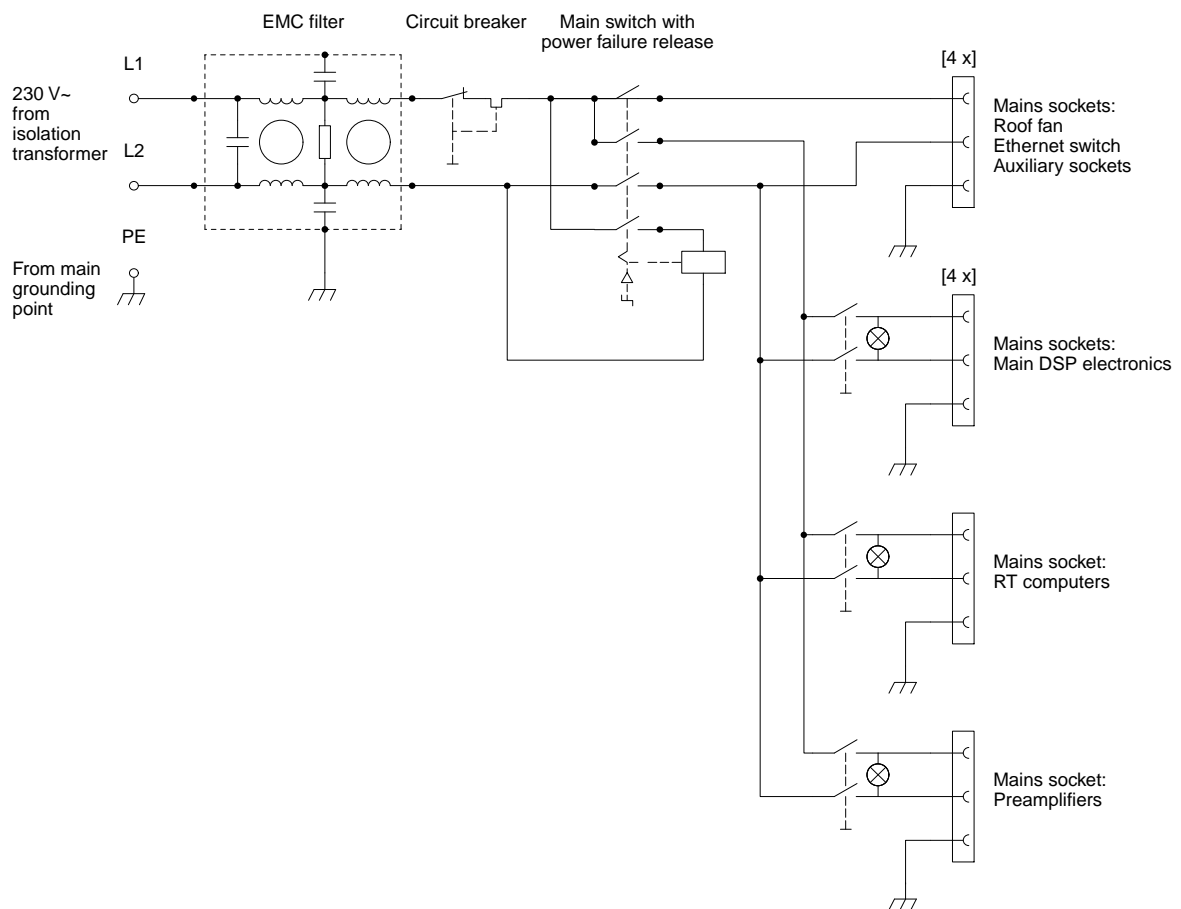 EMC filter
Circuit breaker
Main switch with
power failure release
[4 x]
L1
230 V~
from
isolation
transformer
L2
PE
From main
grounding
point
Mains sockets:
Roof fan
Ethernet switch
Auxiliary sockets
[4 x]
Mains sockets:
Main DSP electronics
Mains socket:
RT computers
Mains socket:
Preamplifiers